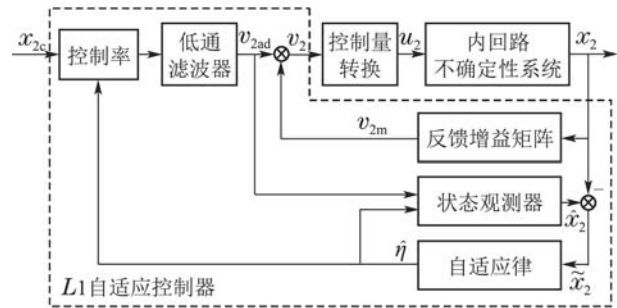 x₂c
控制率
低通
滤波器
v₂ad
v₂
控制量
转换
u₂
内回路
不确定性系统
x₂
v₂m
反馈增益矩阵
−
状态观测器
x̂₂
η̂
自适应律
x̃₂
L1自适应控制器